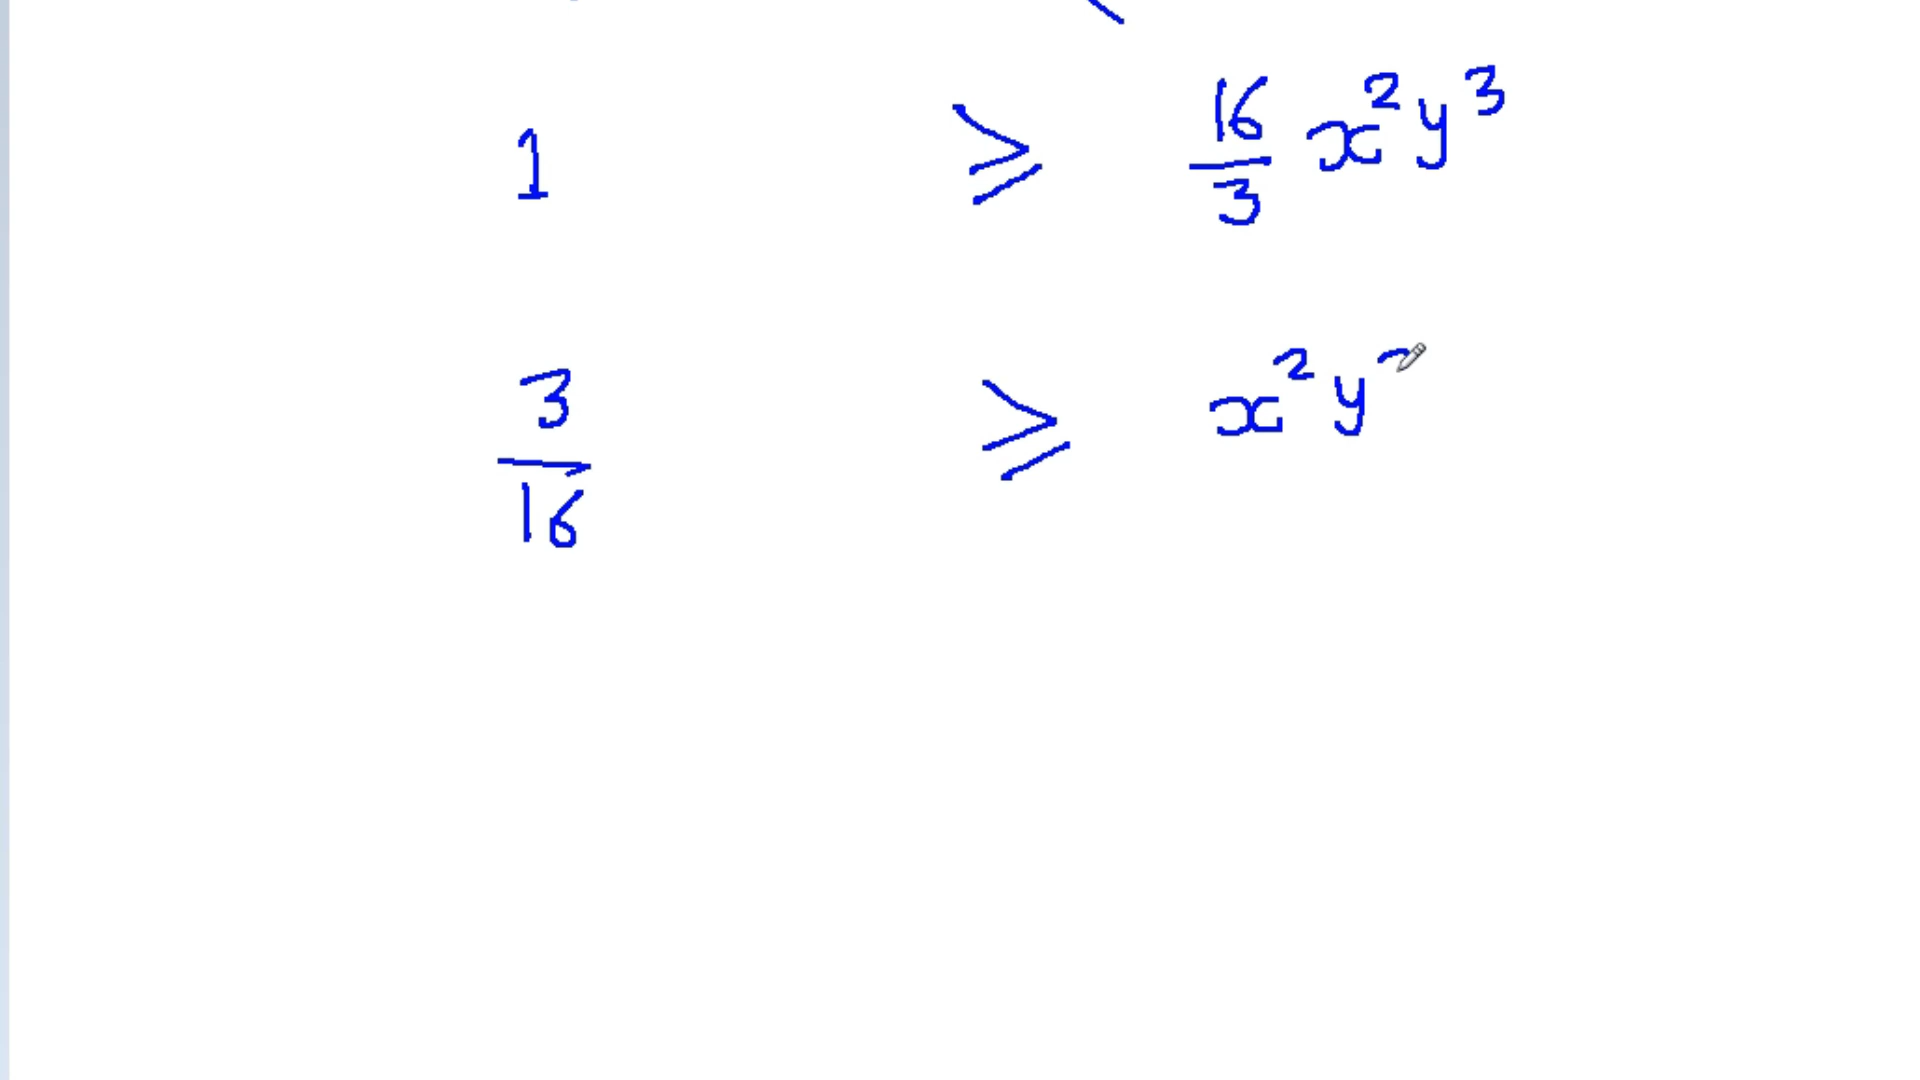 1 ≥ 16/3 x²y³
3/16 ≥ x²y